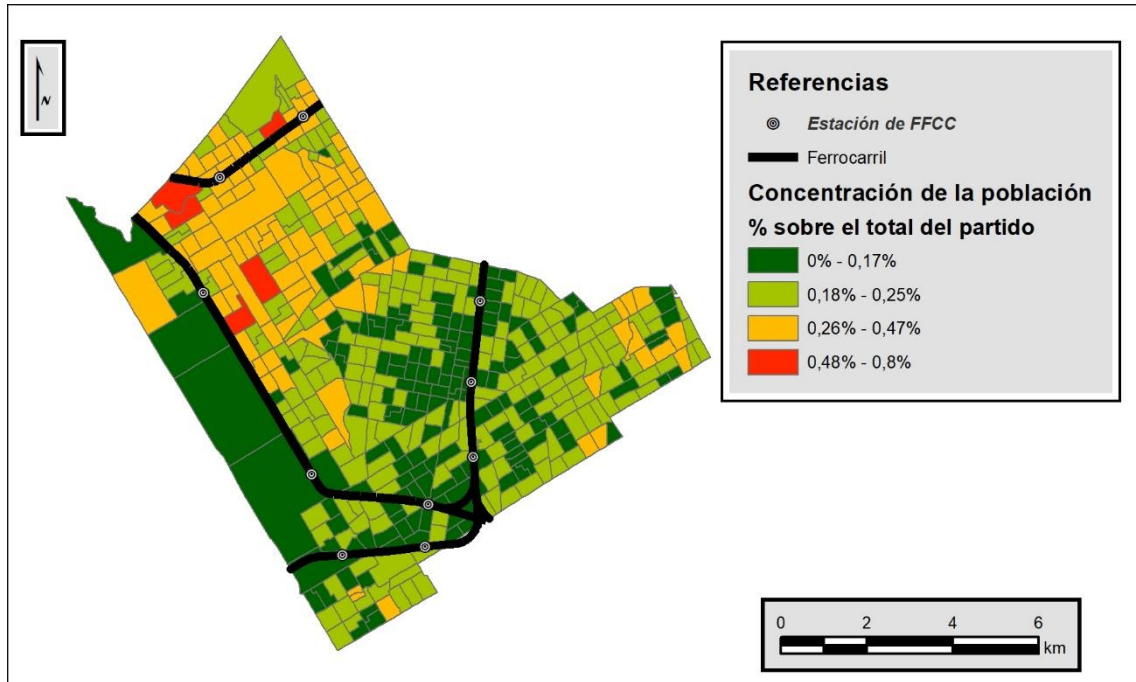 N
Referencias
Estación de FFCC
Ferrocarril
Concentración de la población
% sobre el total del partido
0% - 0,17%
0,18% - 0,25%
0,26% - 0,47%
0,48% - 0,8%
0 2 4 6
km